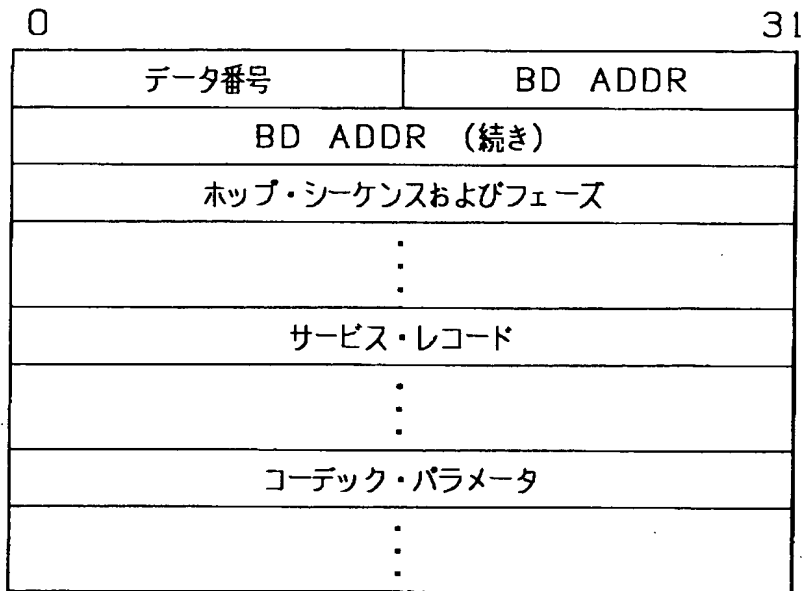 0 31
データ番号 BD ADDR
BD ADDR (続き)
ホップ・シーケンスおよびフェーズ
サービス・レコード
コーデック・パラメータ